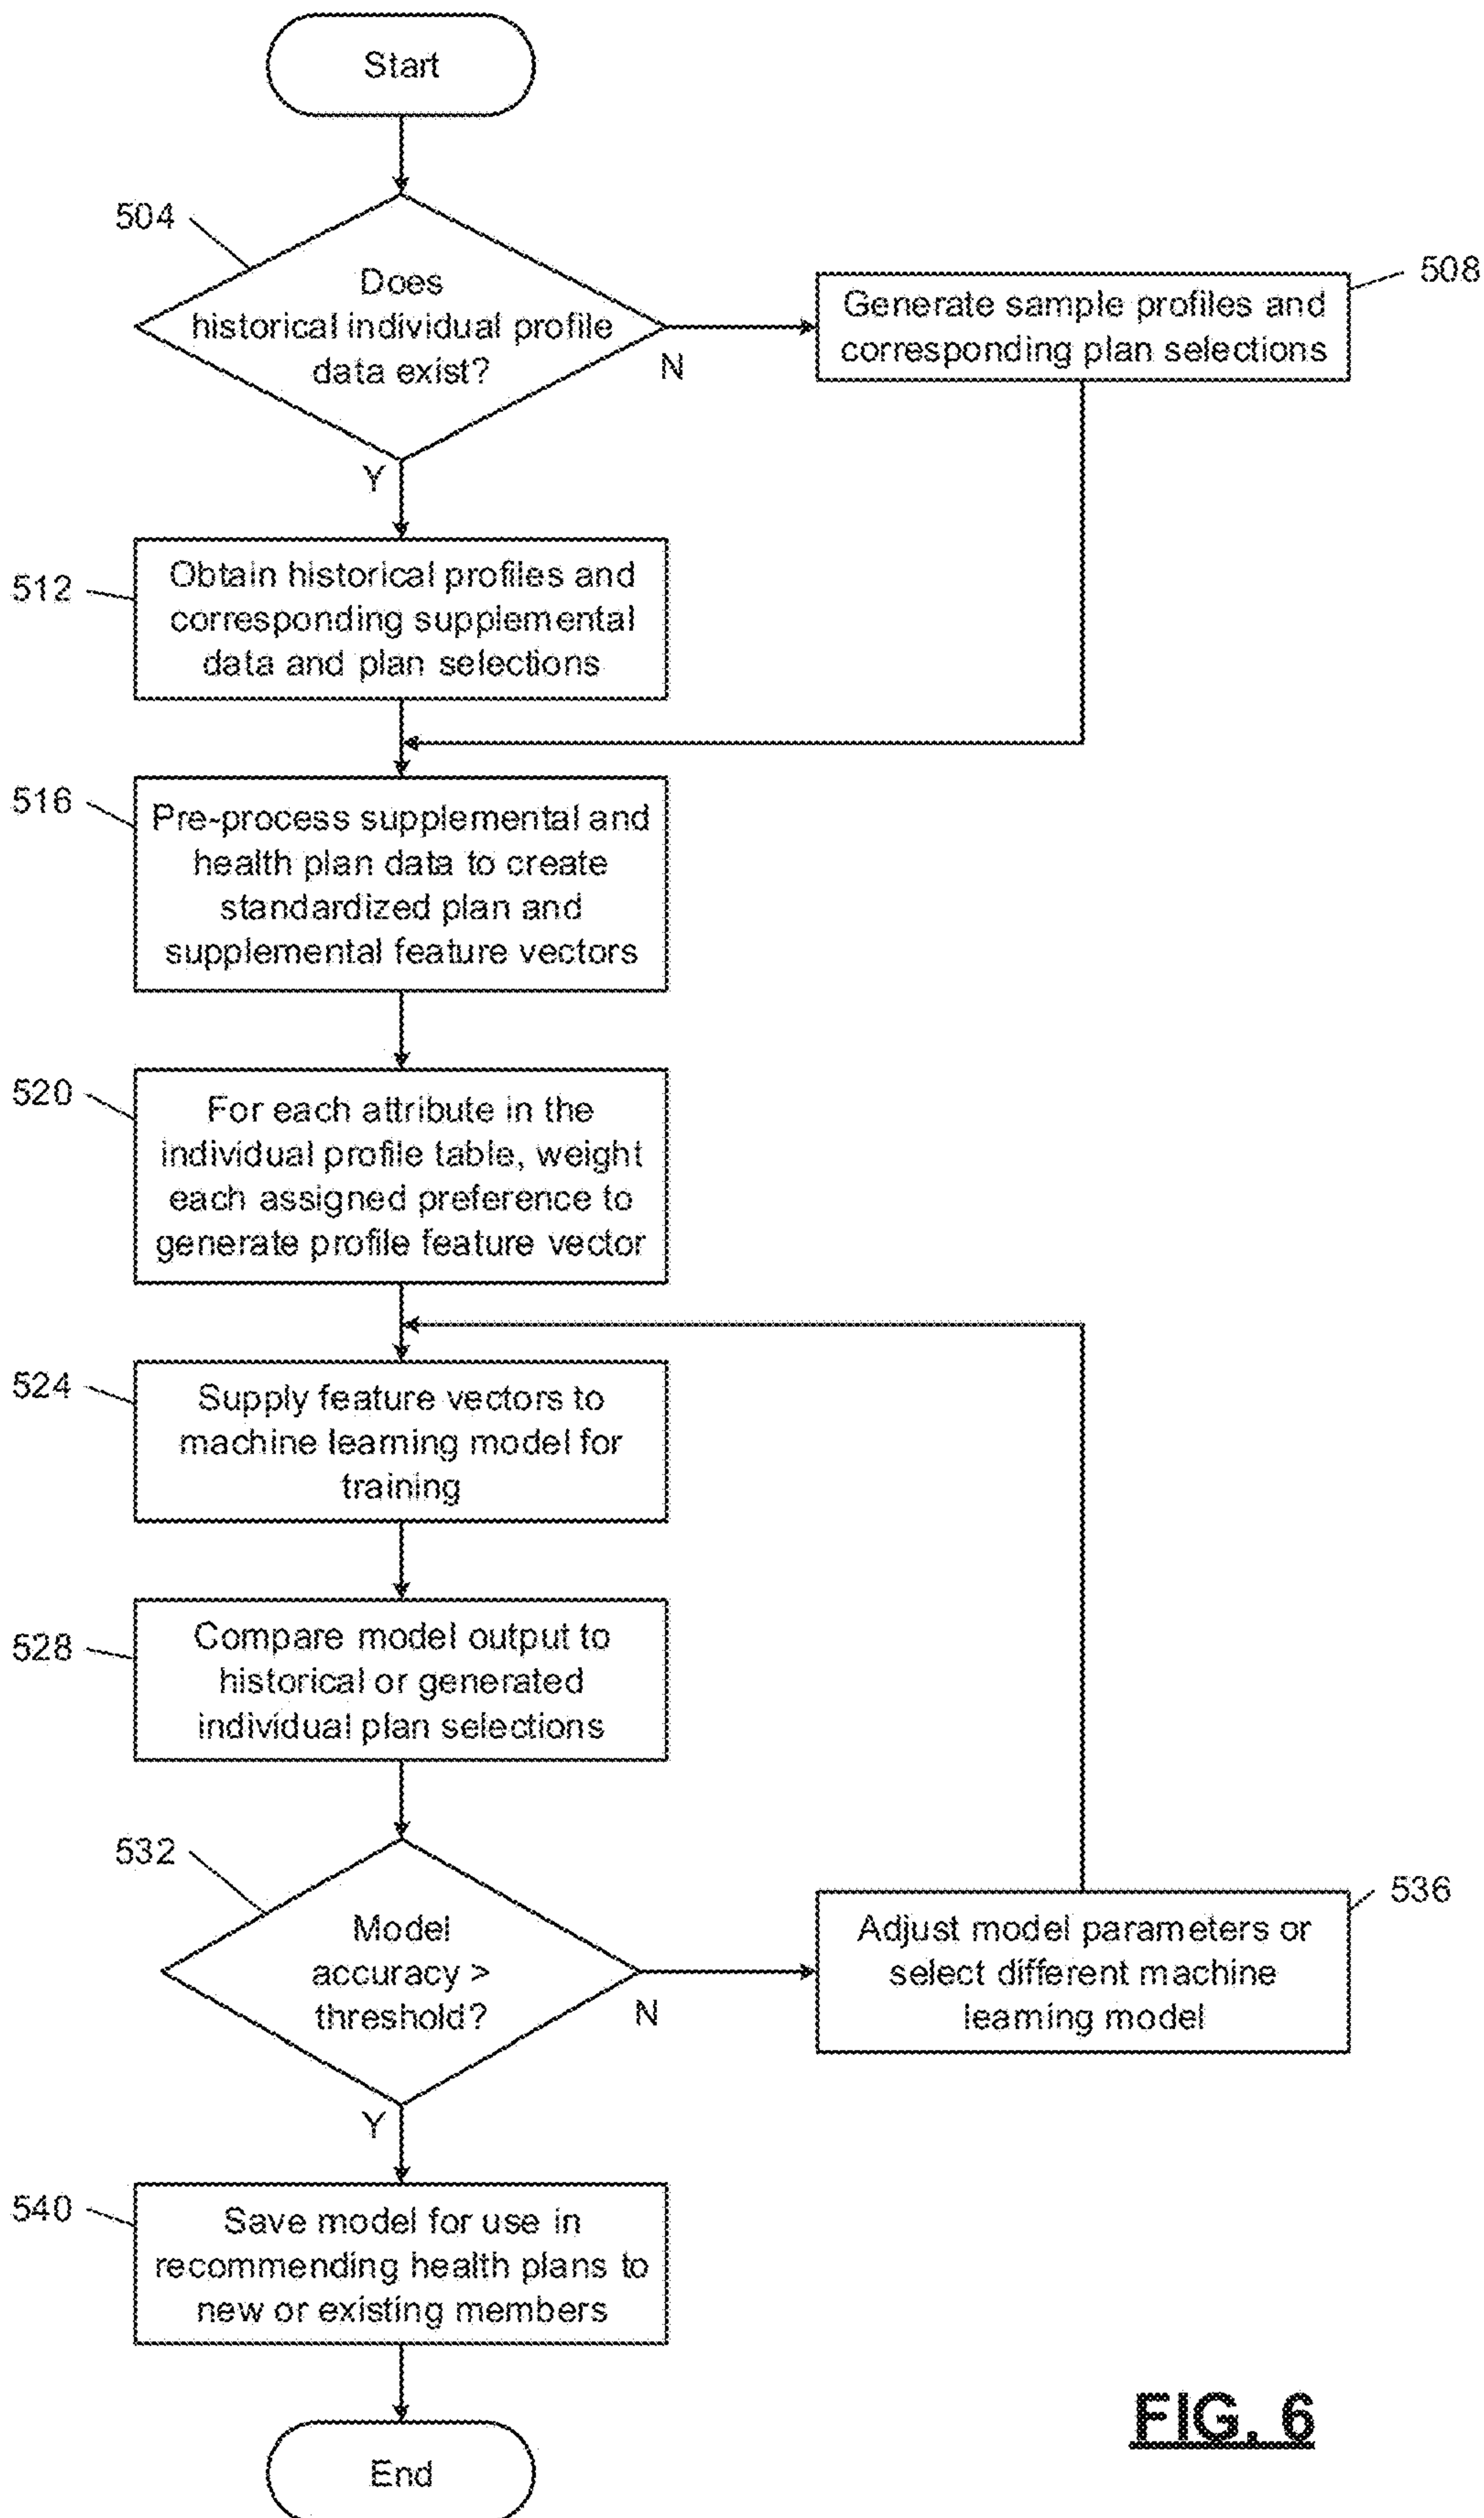 Start
504
Does
historical individual profile
data exist?
N
Y
508
Generate sample profiles and
corresponding plan selections
512
Obtain historical profiles and
corresponding supplemental
data and plan selections
516
Pre-process supplemental and
health plan data to create
standardized plan and
supplemental feature vectors
520
For each attribute in the
individual profile table, weight
each assigned preference to
generate profile feature vector
524
Supply feature vectors to
machine learning model for
training
528
Compare model output to
historical or generated
individual plan selections
532
Model
accuracy >
threshold?
N
Y
536
Adjust model parameters or
select different machine
learning model
540
Save model for use in
recommending health plans to
new or existing members
End
FIG. 6